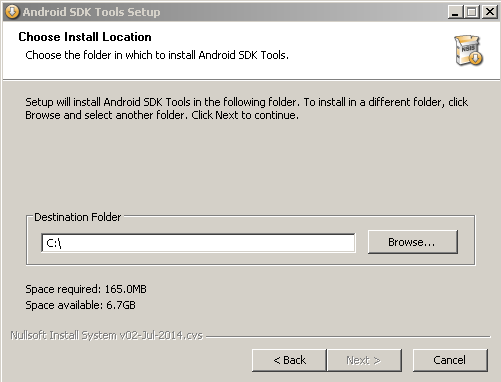 Android SDK Tools Setup
Choose Install Location
Choose the folder in which to install Android SDK Tools.
NSIS
Setup will install Android SDK Tools in the following folder. To install in a different folder, click
Browse and select another folder. Click Next to continue.
Destination Folder
C:\
Browse...
Space required: 165.0MB
Space available: 6.7GB
Nullsoft Install System v02-Jul-2014.cvs
< Back
Next >
Cancel